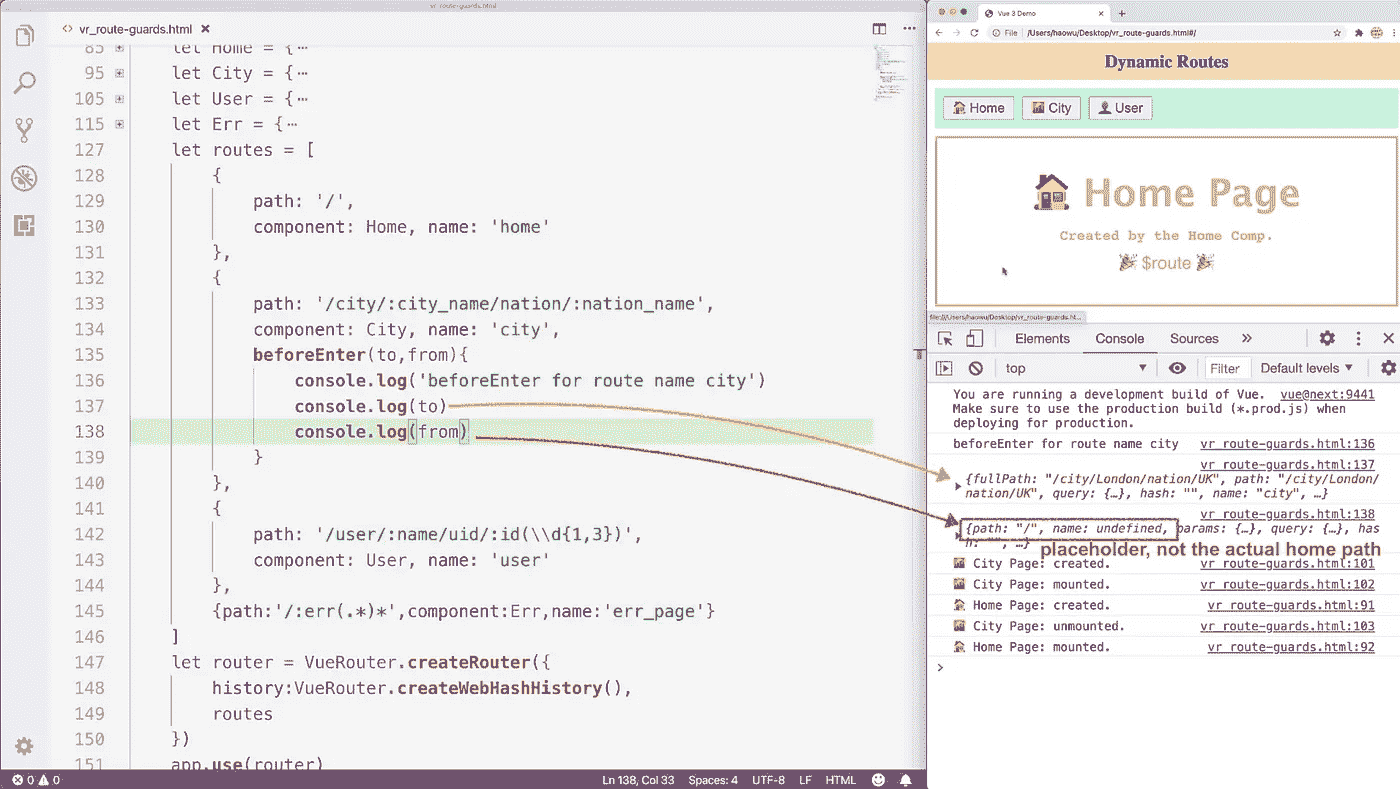 vr_route-guards.html
vr_route-guards.html
85 let Home = {…
95 let City = {…
105 let User = {…
115 let Err = {…
127 let routes = [
128 {
129 path: '/',
130 component: Home, name: 'home'
131 },
132 {
133 path: '/city/:city_name/nation/:nation_name',
134 component: City, name: 'city',
135 beforeEnter(to,from){
136 console.log('beforeEnter for route name city')
137 console.log(to)
138 console.log(from)
139 }
140 },
141 {
142 path: '/user/:name/uid/:id(\\d{1,3})',
143 component: User, name: 'user'
144 },
145 {path:'/:err(.*)*',component:Err,name:'err_page'}
146 ]
147 let router = VueRouter.createRouter({
148 history:VueRouter.createWebHashHistory(),
149 routes
150 })
151 app.use(router)
0 0 Ln 138, Col 33 Spaces: 4 UTF-8 LF HTML
Vue 3 Demo
File /Users/haowu/Desktop/vr_route-guards.html#/
Dynamic Routes
Home City User
Home Page
Created by the Home Comp.
$route
file:///Users/haowu/Desktop/vr_route-guards.ht...
Elements Console Sources »
top Filter Default levels
You are running a development build of Vue. vue@next:9441
Make sure to use the production build (*.prod.js) when
deploying for production.
beforeEnter for route name city vr_route-guards.html:136
vr_route-guards.html:137
{fullPath: "/city/London/nation/UK", path: "/city/London/
nation/UK", query: {…}, hash: "", name: "city", …}
vr_route-guards.html:138
{path: "/", name: undefined, params: {…}, query: {…}, has
h: "", …}
placeholder, not the actual home path
City Page: created. vr_route-guards.html:101
City Page: mounted. vr_route-guards.html:102
Home Page: created. vr_route-guards.html:91
City Page: unmounted. vr_route-guards.html:103
Home Page: mounted. vr_route-guards.html:92
>